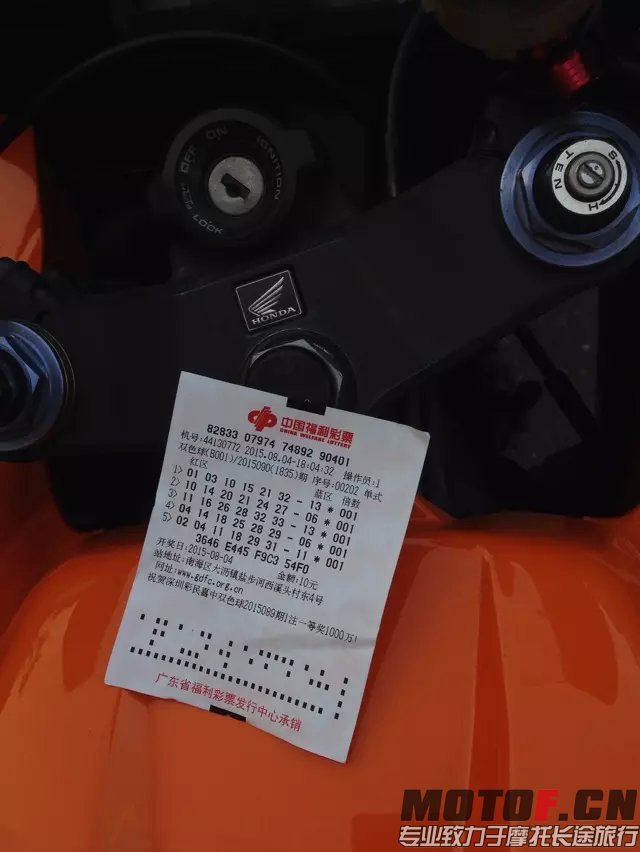 OFF ON IGNITION
LOCK
TEN
S
H
HONDA
中国福利彩票
CHINA WELFARE LOTTERY
82833 07974 74892 90401
机号:44130772 2015.08.04-18:04:32 操作员:1
双色球(B001)/2015090(1835)期 序号:00202 单式
红区 蓝区 倍数
1) 01 03 10 15 21 32 - 13 * 001
2) 10 14 20 21 24 27 - 06 * 001
3) 11 16 26 28 32 33 - 13 * 001
4) 04 14 18 25 28 29 - 06 * 001
5) 02 04 11 18 29 31 - 11 * 001
3646 E445 F9C3 54F0
开奖日:2015-08-04 金额:10元
站地址:南海区大沥镇盐步河西溪头村东4号
网址:www.gdfc.org.cn
祝贺深圳彩民喜中双色球2015089期1注一等奖1000万!
广东省福利彩票发行中心承销
MOTOF.CN
专业致力于摩托长途旅行